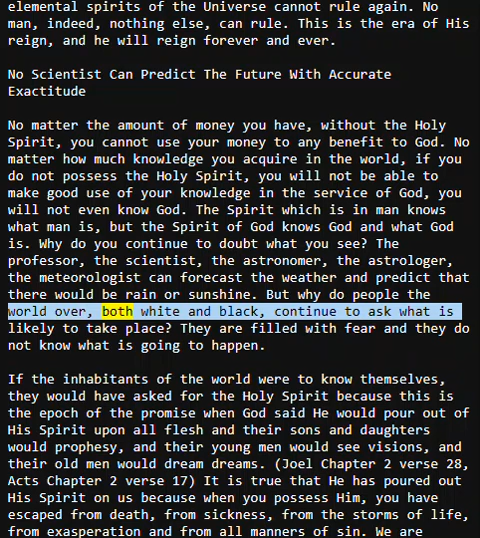 elemental spirits of the Universe cannot rule again. No
man, indeed, nothing else, can rule. This is the era of His
reign, and he will reign forever and ever.
No Scientist Can Predict The Future With Accurate
Exactitude
No matter the amount of money you have, without the Holy
Spirit, you cannot use your money to any benefit to God. No
matter how much knowledge you acquire in the world, if you
do not possess the Holy Spirit, you will not be able to
make good use of your knowledge in the service of God, you
will not even know God. The Spirit which is in man knows
what man is, but the Spirit of God knows God and what God
is. Why do you continue to doubt what you see? The
professor, the scientist, the astronomer, the astrologer,
the meteorologist can forecast the weather and predict that
there would be rain or sunshine. But why do people the
world over, both white and black, continue to ask what is
likely to take place? They are filled with fear and they do
not know what is going to happen.
If the inhabitants of the world were to know themselves,
they would have asked for the Holy Spirit because this is
the epoch of the promise when God said He would pour out of
His Spirit upon all flesh and their sons and daughters
would prophesy, and their young men would see visions, and
their old men would dream dreams. (Joel Chapter 2 verse 28,
Acts Chapter 2 verse 17) It is true that He has poured out
His Spirit on us because when you possess Him, you have
escaped from death, from sickness, from the storms of life,
from exasperation and from all manners of sin. We are